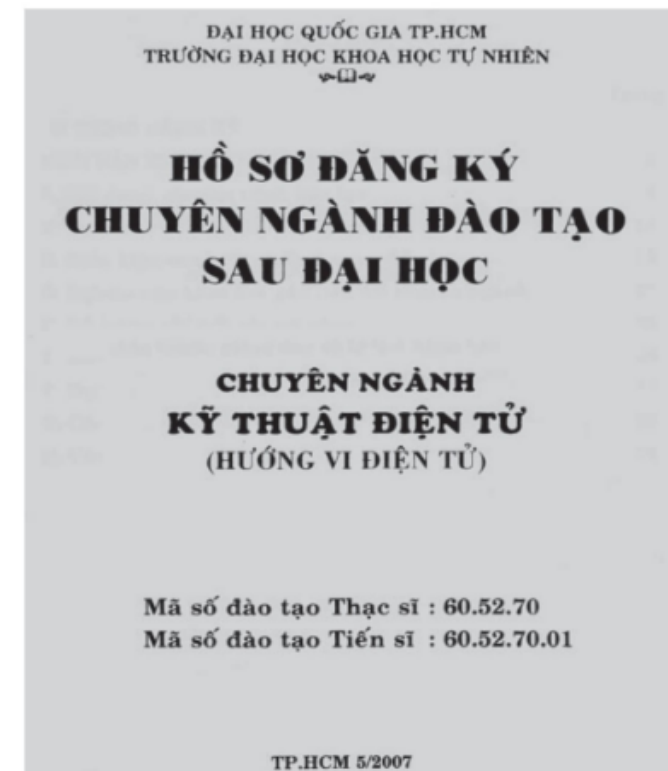 ĐẠI HỌC QUỐC GIA TP.HCM
TRƯỜNG ĐẠI HỌC KHOA HỌC TỰ NHIÊN
HỒ SƠ ĐĂNG KÝ
CHUYÊN NGÀNH ĐÀO TẠO
SAU ĐẠI HỌC
CHUYÊN NGÀNH
KỸ THUẬT ĐIỆN TỬ
(HƯỚNG VI ĐIỆN TỬ)
Mã số đào tạo Thạc sĩ : 60.52.70
Mã số đào tạo Tiến sĩ : 60.52.70.01
TP.HCM 5/2007